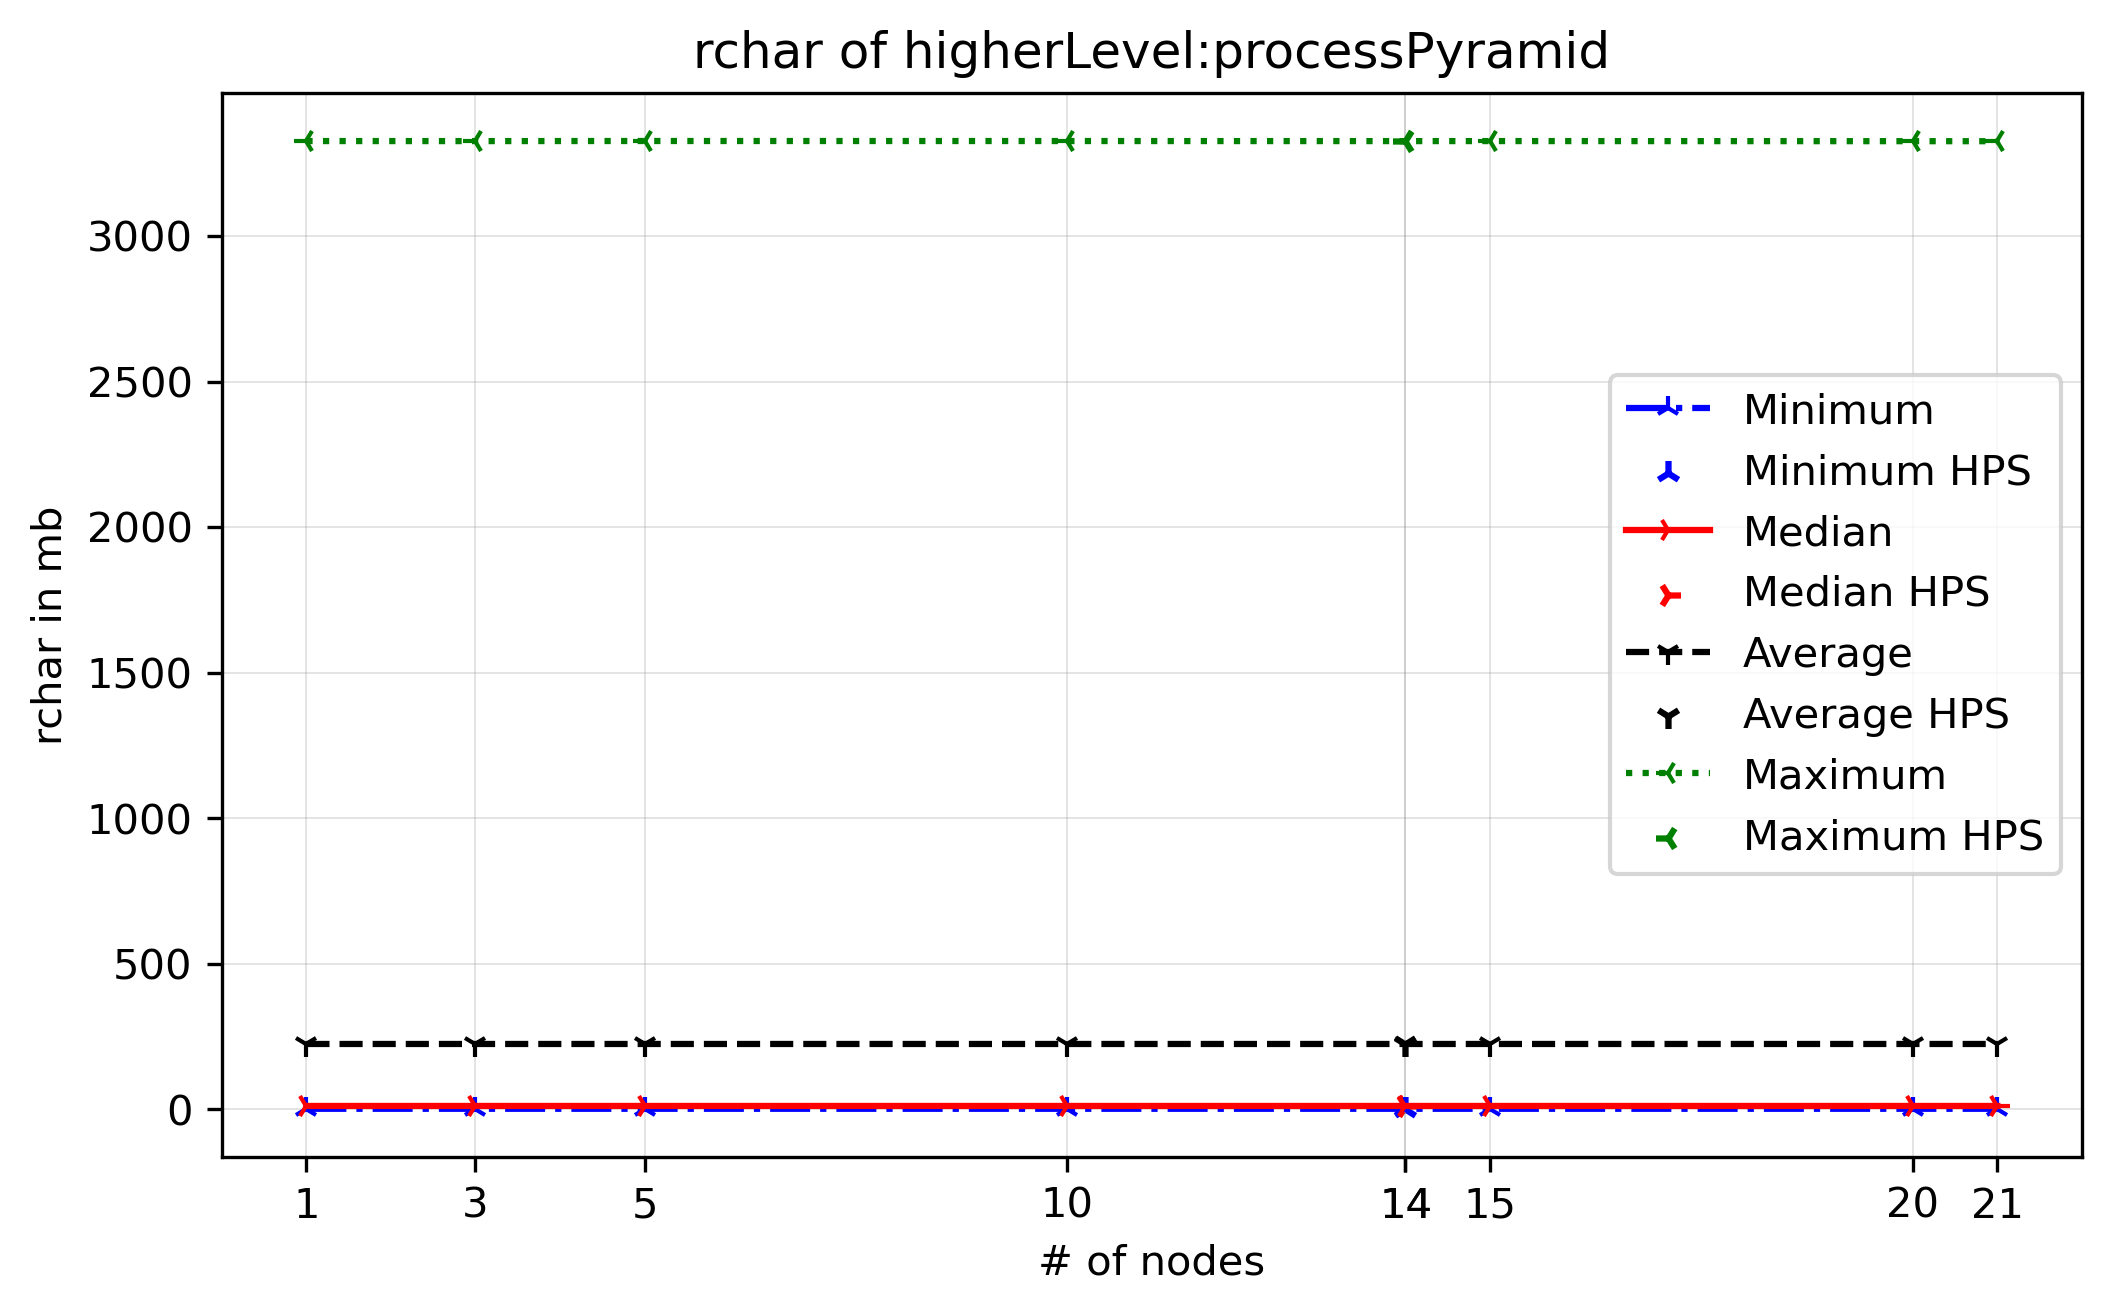 rchar of higherLevel:processPyramid
3000
2500
2000
1500
1000
500
0
rchar in mb
Minimum
Minimum HPS
Median
Median HPS
Average
Average HPS
Maximum
Maximum HPS
1 3 5 10 14 15 20 21
# of nodes